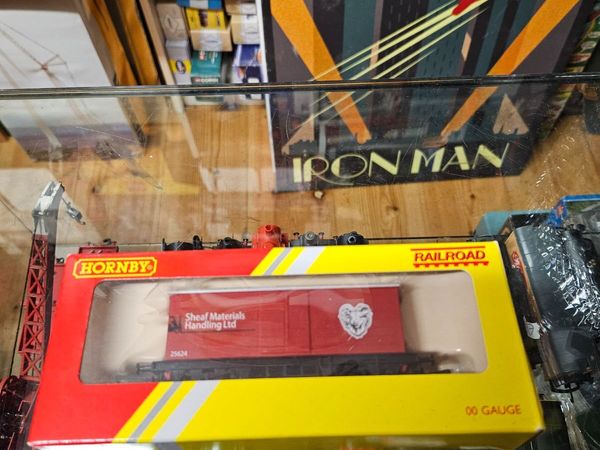 IRON MAN
HORNBY®
RAILROAD
Sheaf Materials
Handling Ltd
25624
00 GAUGE